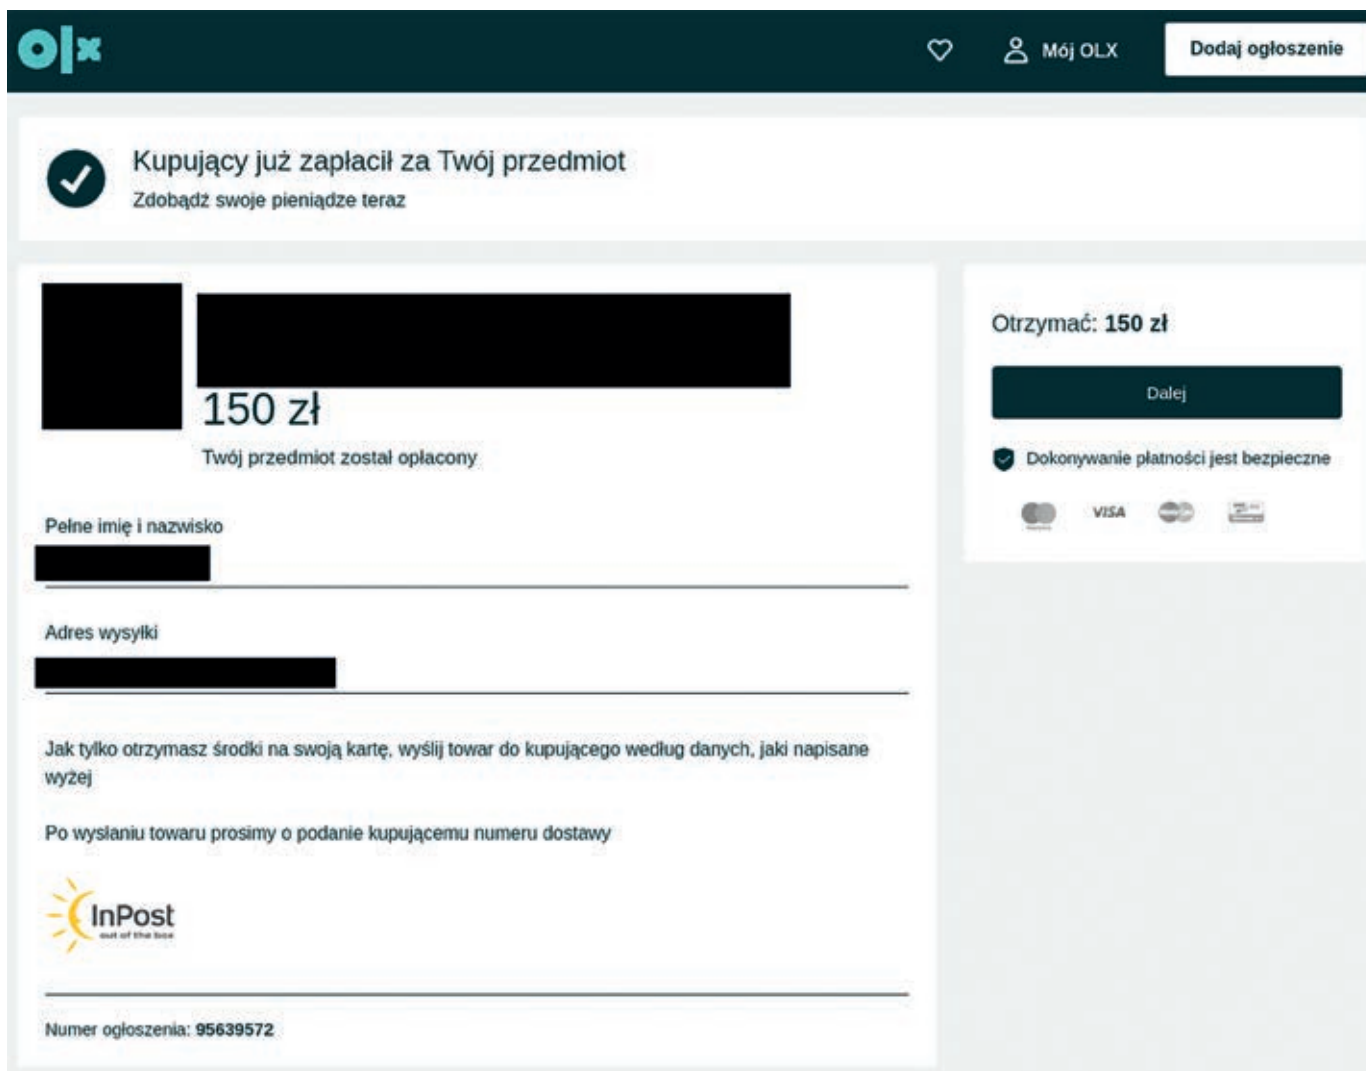 olx
Mój OLX
Dodaj ogłoszenie
Kupujący już zapłacił za Twój przedmiot
Zdobądź swoje pieniądze teraz
150 zł
Twój przedmiot został opłacony
Pełne imię i nazwisko
Adres wysyłki
Jak tylko otrzymasz środki na swoją kartę, wyślij towar do kupującego według danych, jaki napisane
wyżej
Po wysłaniu towaru prosimy o podanie kupującemu numeru dostawy
InPost
out of the box
Numer ogłoszenia: 95639572
Otrzymać: 150 zł
Dalej
Dokonywanie płatności jest bezpieczne
VISA